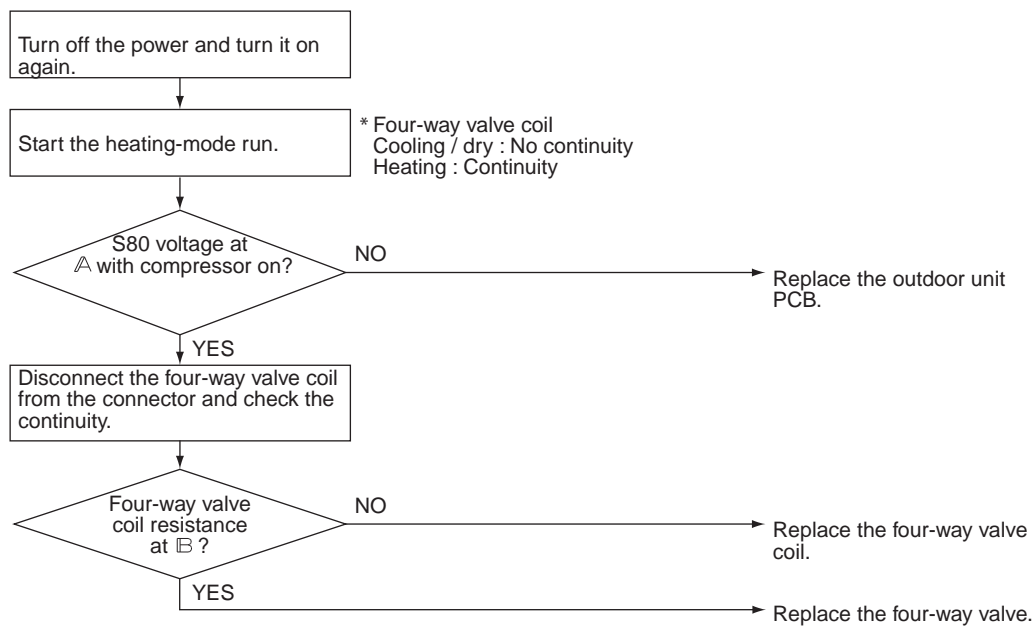 Turn off the power and turn it on
again.
Start the heating-mode run.
* Four-way valve coil
Cooling / dry : No continuity
Heating : Continuity
S80 voltage at
𝔸 with compressor on?
NO
Replace the outdoor unit
PCB.
YES
Disconnect the four-way valve coil
from the connector and check the
continuity.
Four-way valve
coil resistance
at 𝔹 ?
NO
Replace the four-way valve
coil.
YES
Replace the four-way valve.